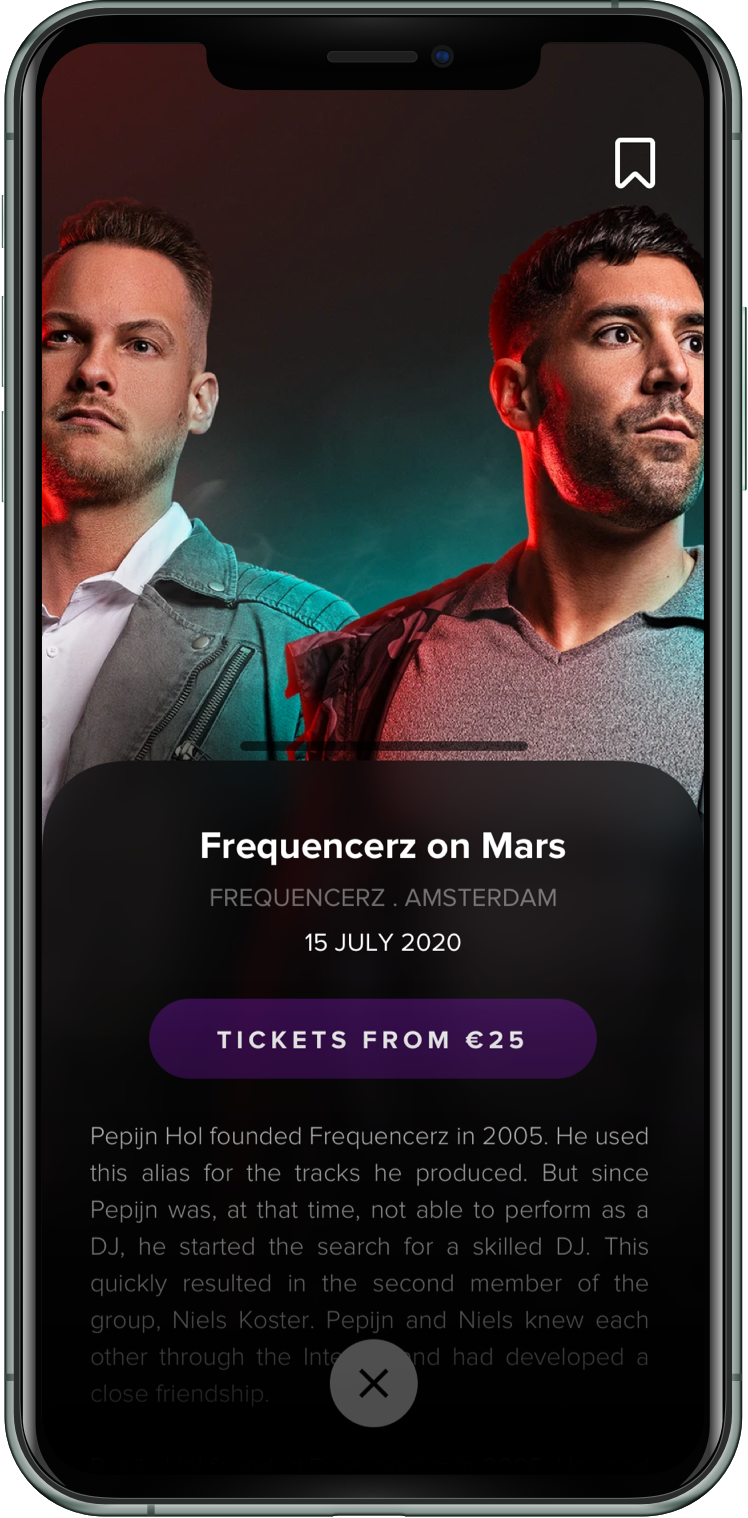 Frequencerz on Mars
FREQUENCERZ . AMSTERDAM
15 JULY 2020
TICKETS FROM €25
Pepijn Hol founded Frequencerz in 2005. He used
this alias for the tracks he produced. But since
Pepijn was, at that time, not able to perform as a
DJ, he started the search for a skilled DJ. This
quickly resulted in the second member of the
group, Niels Koster. Pepijn and Niels knew each
other through the and had developed a
close friendship.